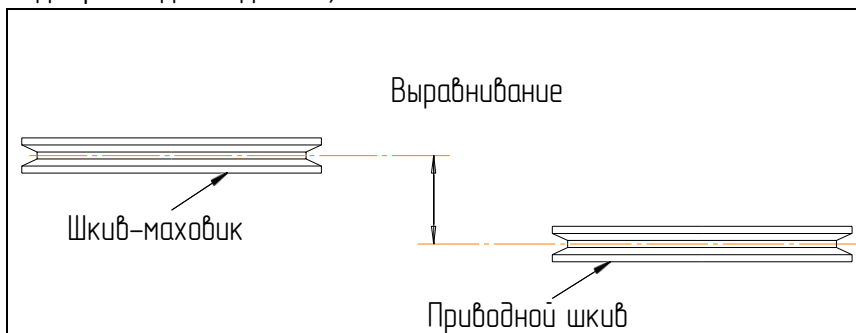 Выравнивание
Шкив-маховик
Приводной шкив